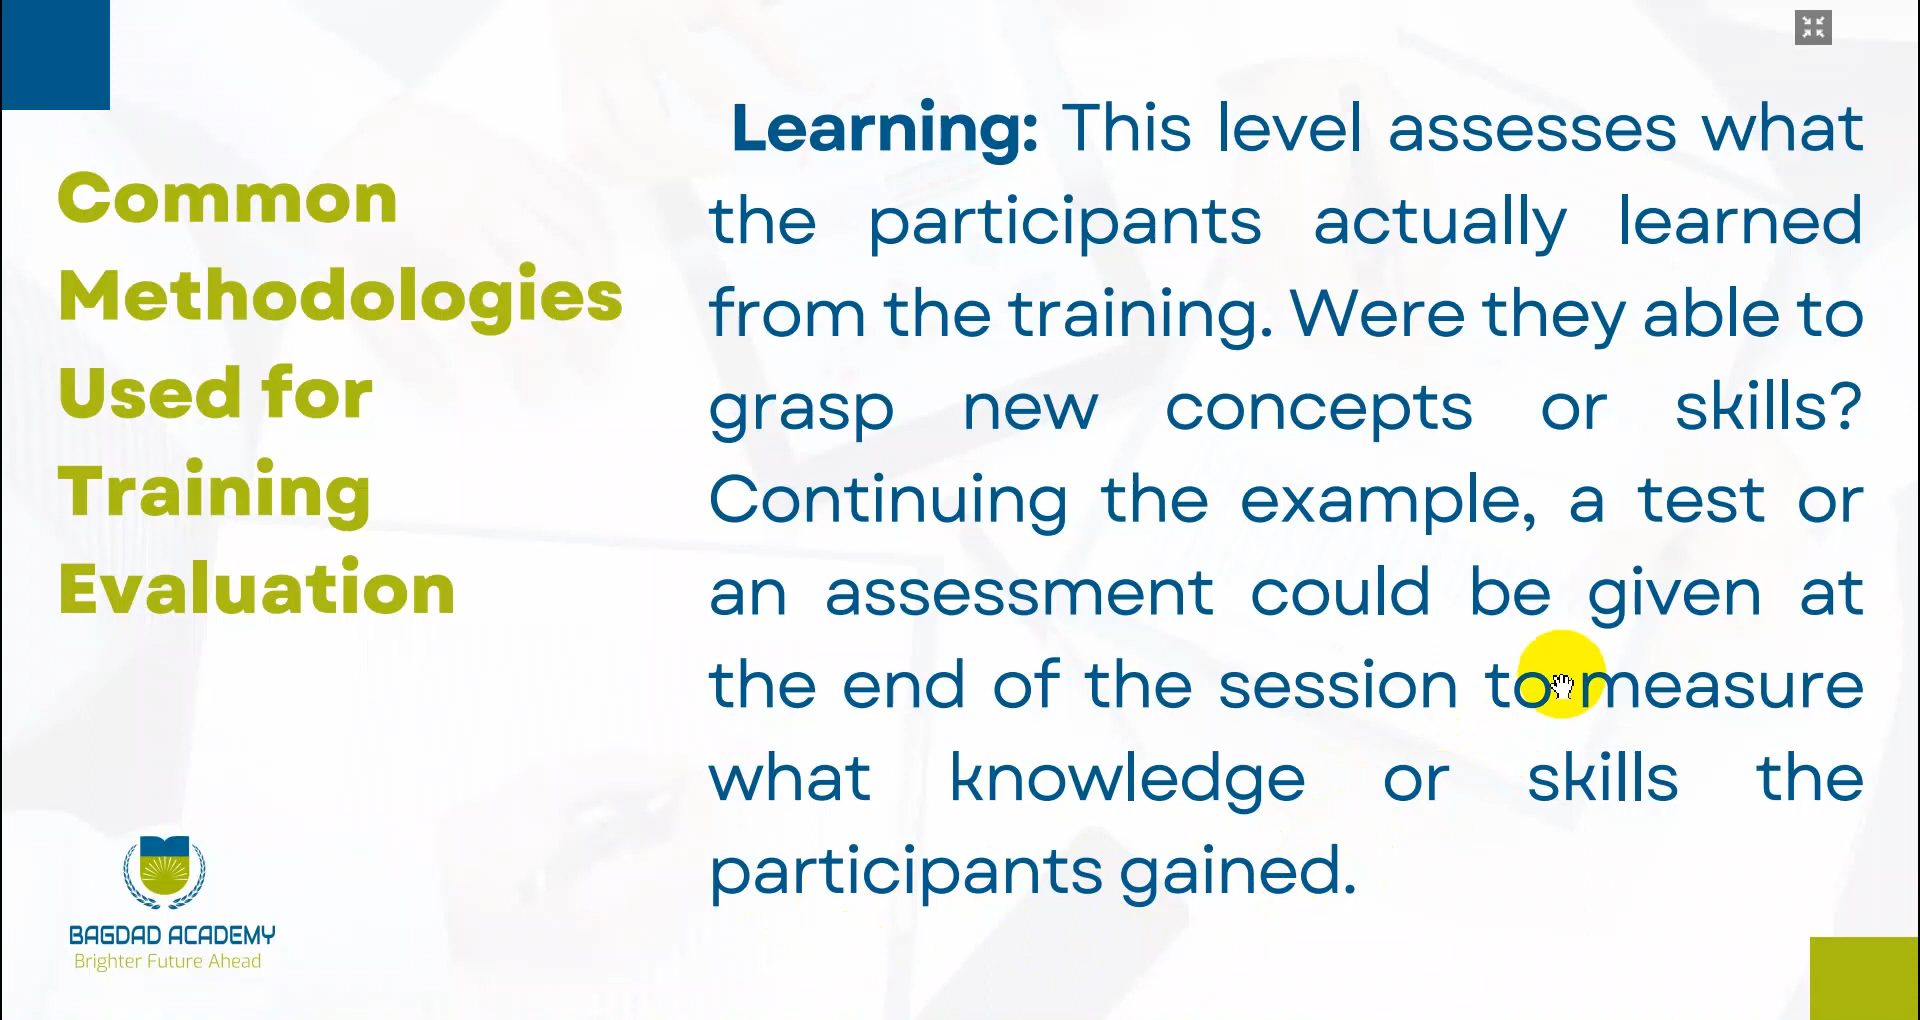 Common
Methodologies
Used for
Training
Evaluation
Learning: This level assesses what
the participants actually learned
from the training. Were they able to
grasp new concepts or skills?
Continuing the example, a test or
an assessment could be given at
the end of the session to measure
what knowledge or skills the
participants gained.
BAGDAD ACADEMY
Brighter Future Ahead